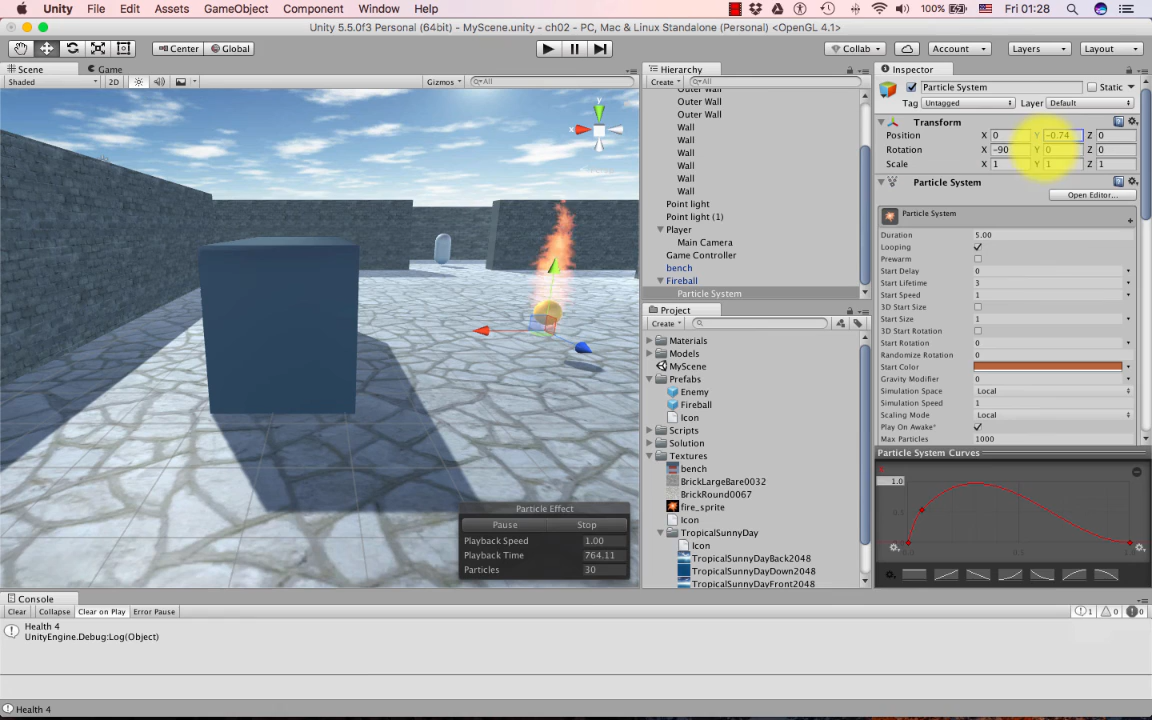 Unity File Edit Assets GameObject Component Window Help 100% Fri 01:28
Unity 5.5.0f3 Personal (64bit) - MyScene.unity - ch02 - PC, Mac & Linux Standalone (Personal) <OpenGL 4.1>
Center Global Collab Account Layers Layout
Scene Game
Shaded 2D Gizmos All
y
x
Hierarchy
Create All
Outer Wall
Outer Wall
Outer Wall
Wall
Wall
Wall
Wall
Wall
Wall
Point light
Point light (1)
Player
Main Camera
Game Controller
bench
Fireball
Particle System
Project
Create
Materials
Models
MyScene
Prefabs
Enemy
Fireball
Icon
Scripts
Solution
Textures
bench
BrickLargeBare0032
BrickRound0067
fire_sprite
Icon
TropicalSunnyDay
Icon
TropicalSunnyDayBack2048
TropicalSunnyDayDown2048
TropicalSunnyDayFront2048
Inspector
Particle System Static
Tag Untagged Layer Default
Transform
Position X 0 Y -0.74 Z 0
Rotation X -90 Y 0 Z 0
Scale X 1 Y 1 Z 1
Particle System
Open Editor...
Particle System
Duration 5.00
Looping
Prewarm
Start Delay 0
Start Lifetime 3
Start Speed 1
3D Start Size
Start Size 1
3D Start Rotation
Start Rotation 0
Randomize Rotation 0
Start Color
Gravity Modifier 0
Simulation Space Local
Simulation Speed 1
Scaling Mode Local
Play On Awake*
Max Particles 1000
Particle System Curves
1.0
Particle Effect
Pause Stop
Playback Speed 1.00
Playback Time 764.11
Particles 30
Console
Clear Collapse Clear on Play Error Pause 1 0 0
Health 4
UnityEngine.Debug:Log(Object)
Health 4